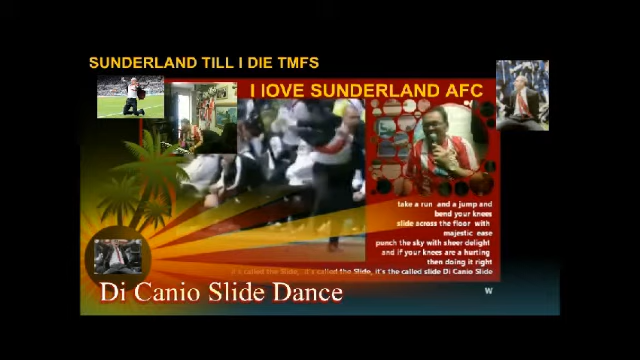 SUNDERLAND TILL I DIE TMFS
I lOVE SUNDERLAND AFC
take a run and a jump and
bend your knees
slide across the floor with
majestic ease
punch the sky with sheer delight
and if your knees are a hurting
then doing it right
it's called the Slide, it's called the Slide, it's the called slide Di Canio Slide
Di Canio Slide Dance
W